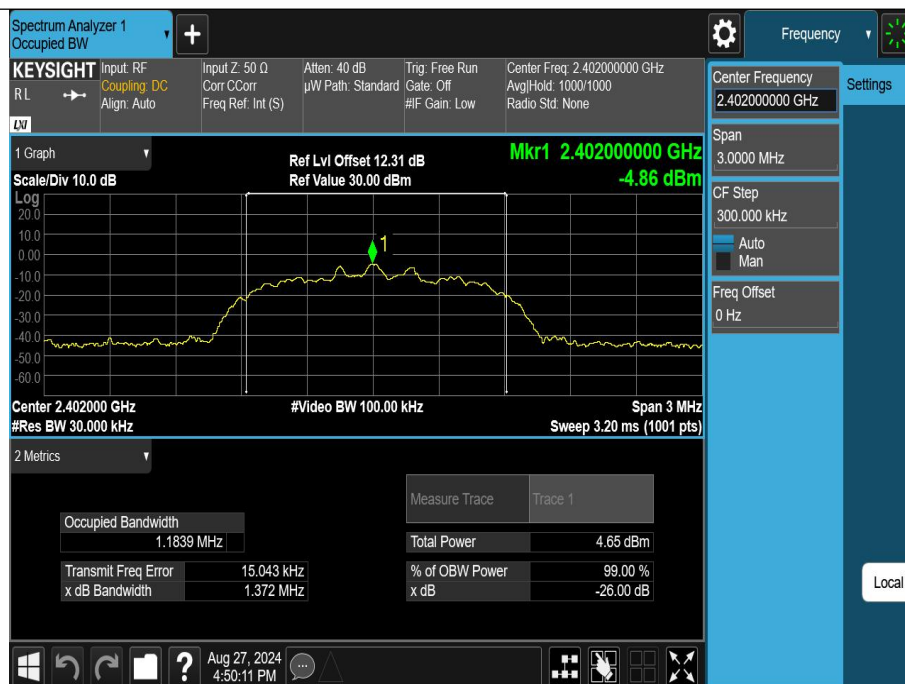 Spectrum Analyzer 1
Occupied BW
Frequency
KEYSIGHT
RL
LXI
Input: RF
Coupling: DC
Align: Auto
Input Z: 50 Ω
Corr CCorr
Freq Ref: Int (S)
Atten: 40 dB
µW Path: Standard
Trig: Free Run
Gate: Off
#IF Gain: Low
Center Freq: 2.402000000 GHz
Avg|Hold: 1000/1000
Radio Std: None
Center Frequency
2.402000000 GHz
Settings
Span
3.0000 MHz
CF Step
300.000 kHz
Auto
Man
Freq Offset
0 Hz
Local
1 Graph
Scale/Div 10.0 dB
Ref Lvl Offset 12.31 dB
Ref Value 30.00 dBm
Mkr1 2.402000000 GHz
-4.86 dBm
Log
20.0
10.0
0.00
-10.0
-20.0
-30.0
-40.0
-50.0
-60.0
1
Center 2.402000 GHz
#Res BW 30.000 kHz
#Video BW 100.00 kHz
Span 3 MHz
Sweep 3.20 ms (1001 pts)
2 Metrics
Measure Trace Trace 1
Occupied Bandwidth
1.1839 MHz
Total Power 4.65 dBm
Transmit Freq Error 15.043 kHz
% of OBW Power 99.00 %
x dB Bandwidth 1.372 MHz
x dB -26.00 dB
?
Aug 27, 2024
4:50:11 PM